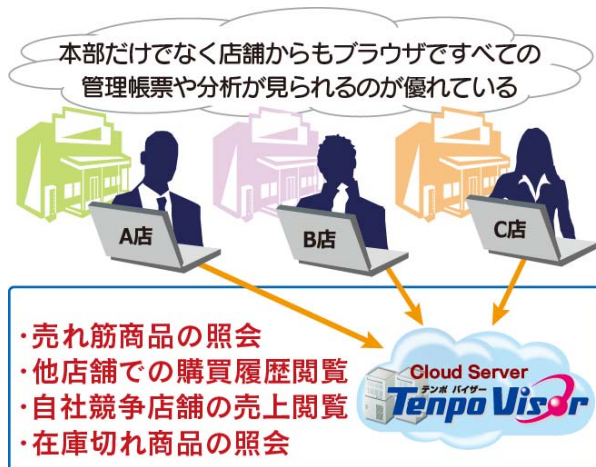 本部だけでなく店舗からもブラウザですべての
管理帳票や分析が見られるのが優れている
A店
B店
C店
・売れ筋商品の照会
・他店舗での購買履歴閲覧
・自社競争店舗の売上閲覧
・在庫切れ商品の照会
Cloud Server
テンポ バイザー
Tenpo Visor